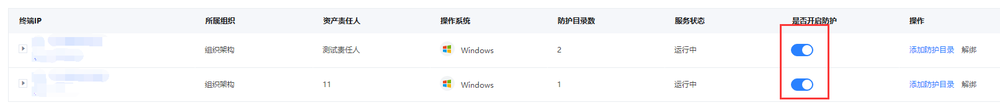 终端IP 所属组织 资产责任人 操作系统 防护目录数 服务状态 是否开启防护 操作
组织架构 测试责任人 Windows 2 运行中 添加防护目录 解绑
组织架构 11 Windows 1 运行中 添加防护目录 解绑